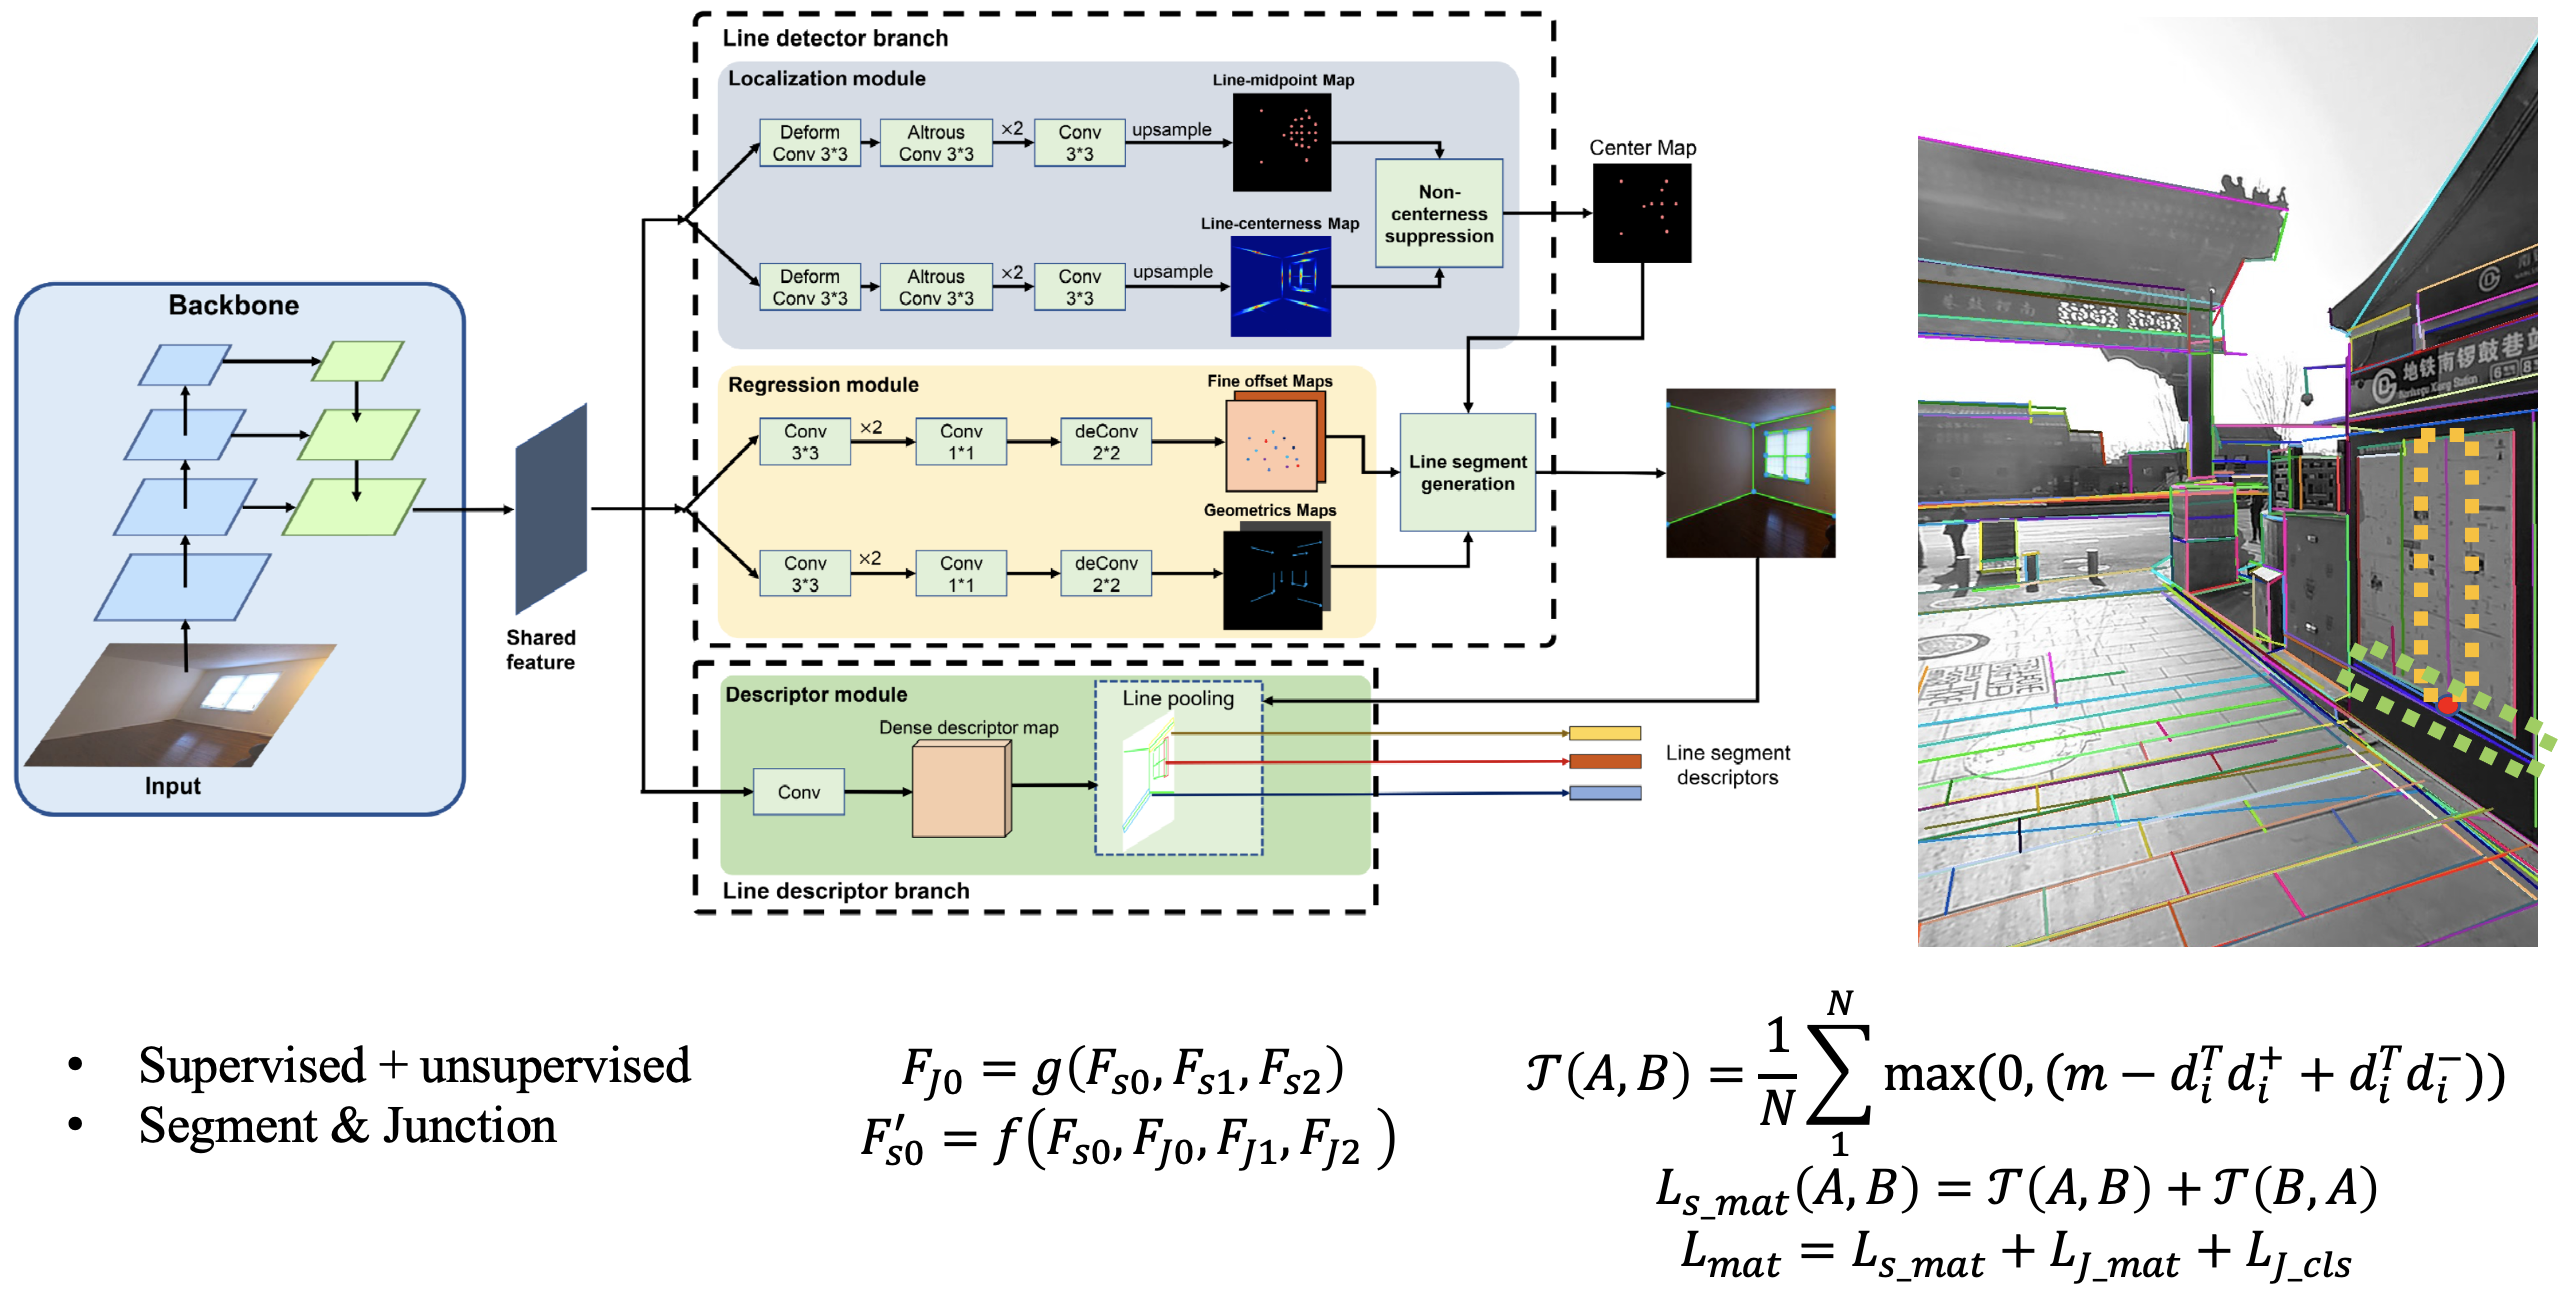 Backbone
Input
Shared
feature
Line detector branch
Localization module
Deform
Conv 3*3
Altrous
Conv 3*3
×2
Conv
3*3
upsample
Line-midpoint Map
Deform
Conv 3*3
Altrous
Conv 3*3
×2
Conv
3*3
upsample
Line-centerness Map
Non-
centerness
suppression
Center Map
Regression module
Conv
3*3
×2
Conv
1*1
deConv
2*2
Fine offset Maps
Conv
3*3
×2
Conv
1*1
deConv
2*2
Geometrics Maps
Line segment
generation
Descriptor module
Conv
Dense descriptor map
Line pooling
Line segment
descriptors
Line descriptor branch
地铁南锣鼓巷
• Supervised + unsupervised
• Segment & Junction
F_{J0} = g(F_{s0}, F_{s1}, F_{s2})
F'_{s0} = f(F_{s0}, F_{J0}, F_{J1}, F_{J2} )
𝒯(A, B) = \frac{1}{N} \sum_{1}^{N} max(0, (m − d_i^T d_i^+ + d_i^T d_i^-))
L_{s\_mat}(A, B) = 𝒯(A, B) + 𝒯(B, A)
L_{mat} = L_{s\_mat} + L_{J\_mat} + L_{J\_cls}